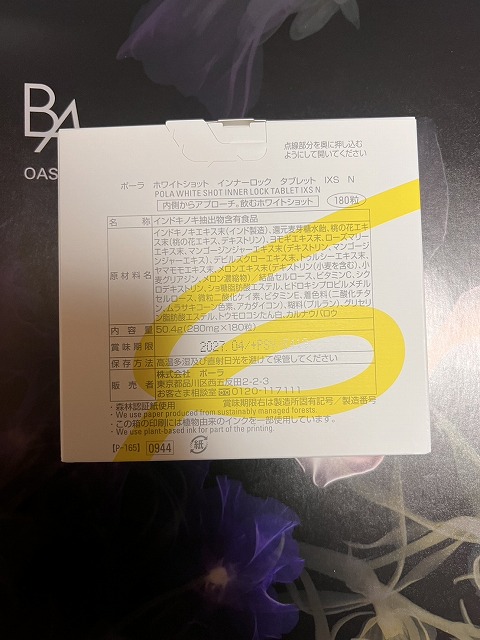 BA
OAS
点線部分を奥に押し込む
ようにして開いてください
ポーラ ホワイトショット インナーロック タブレット IXS N
POLA WHITE SHOT INNER LOCK TABLET IXS N
内側からアプローチ。飲むホワイトショット 180粒
名 称 インドキノキ抽出物含有食品
原材料名 インドキノキエキス末(インド製造)、還元麦芽糖水飴、桃の花エキ
ス末(桃の花エキス、デキストリン)、ヨモギエキス末、ローズマリー
エキス末、マンゴージンジャーエキス末(デキストリン、マンゴージ
ンジャーエキス)、デビルスクローエキス末、トゥルシーエキス末、
ヤマモモエキス末、メロンエキス末(デキストリン(小麦を含む)、小
麦グリアジン、メロン濃縮物)／結晶セルロース、ビタミンC、シク
ロデキストリン、ショ糖脂肪酸エステル、ヒドロキシプロピルメチル
セルロース、微粒二酸化ケイ素、ビタミンE、着色料(二酸化チタ
ン、ムラサキコーン色素、アカダイコン)、香料(プルラン)、グリセリ
ン脂肪酸エステル、トウモロコシたん白、カルナウバロウ
内 容 量 50.4g(280mg×180粒)
賞味期限 2027.04
保存方法 高温多湿及び直射日光を避けて保管してください
販 売 者 株式会社 ポーラ
東京都品川区西五反田2-2-3
お客さま相談室 0120-117111
賞味期限右は製造所固有記号／製造番号
・森林認証紙使用
・We use paper produced from sustainably managed forests.
・この箱の印刷には植物由来のインクを一部使用しています。
・We use plant-based ink for part of the printing.
[P-165] 0944 紙